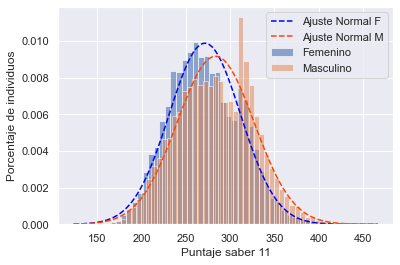 Ajuste Normal F
Ajuste Normal M
Femenino
Masculino
Porcentaje de individuos
0.010
0.008
0.006
0.004
0.002
0.000
150 200 250 300 350 400 450
Puntaje saber 11